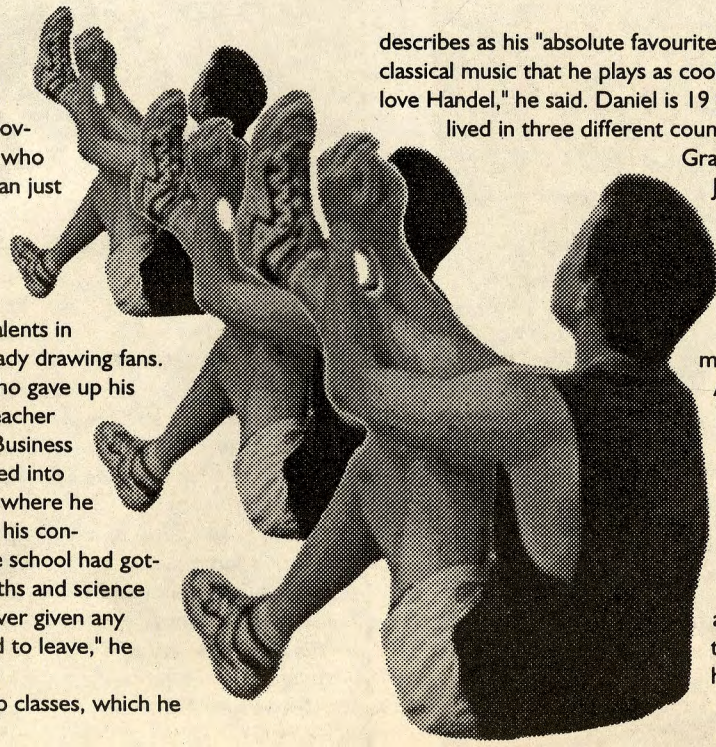 ov-
who
an just
alents in
ady drawing fans.
ho gave up his
eacher
Business
ed into
where he
his con-
e school had got-
ths and science
ver given any
d to leave," he
o classes, which he
describes as his "absolute favourite
classical music that he plays as coo
love Handel," he said. Daniel is 19
lived in three different coun
Gra
J
m
a
t
h